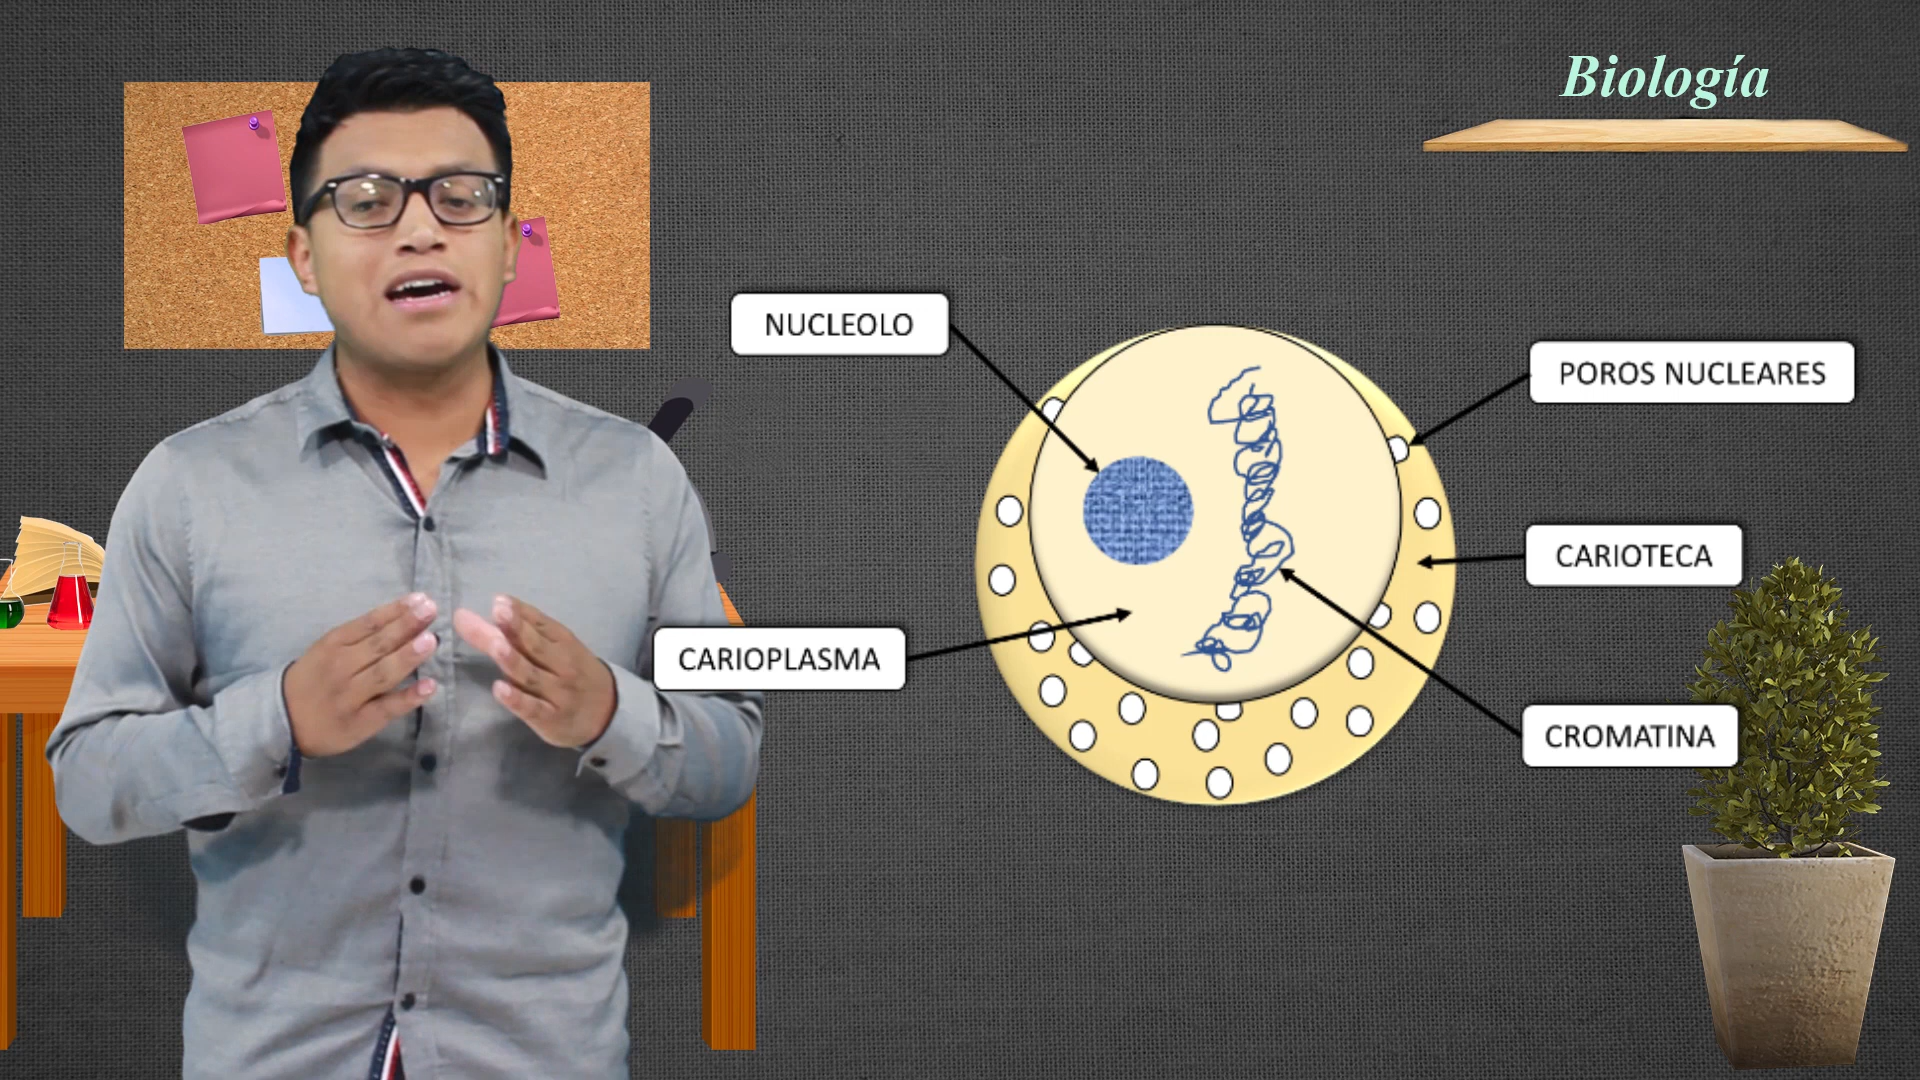 Biología
NUCLEOLO
POROS NUCLEARES
CARIOTECA
CARIOPLASMA
CROMATINA